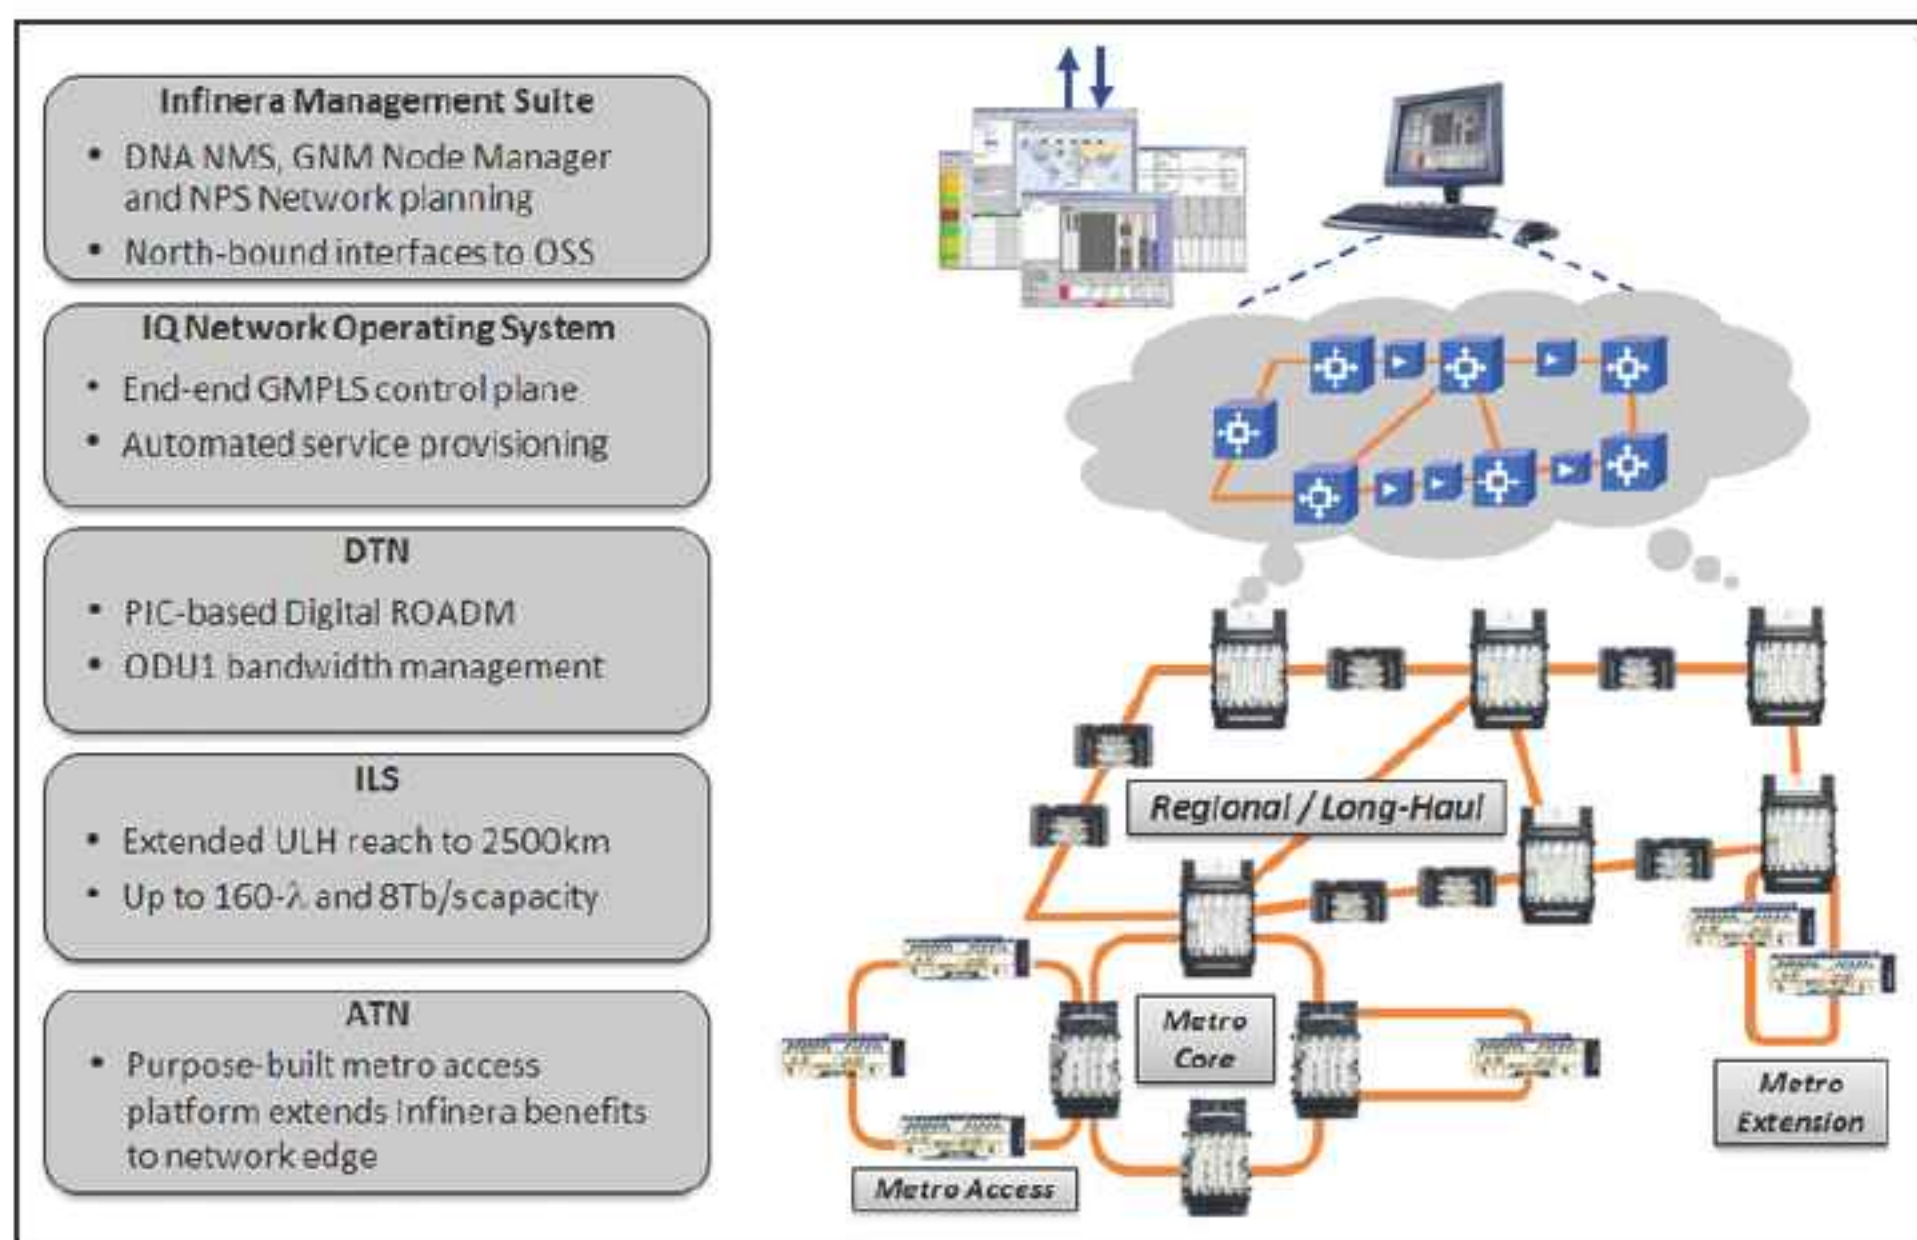 Infinera Management Suite
• DNA NMS, GNM Node Manager
and NPS Network planning
• North-bound interfaces to OSS
IQ Network Operating System
• End-end GMPLS control plane
• Automated service provisioning
DTN
• PIC-based Digital ROADM
• ODU1 bandwidth management
ILS
• Extended ULH reach to 2500km
• Up to 160-λ and 8Tb/s capacity
ATN
• Purpose-built metro access
platform extends Infinera benefits
to network edge
Regional / Long-Haul
Metro
Core
Metro
Extension
Metro Access